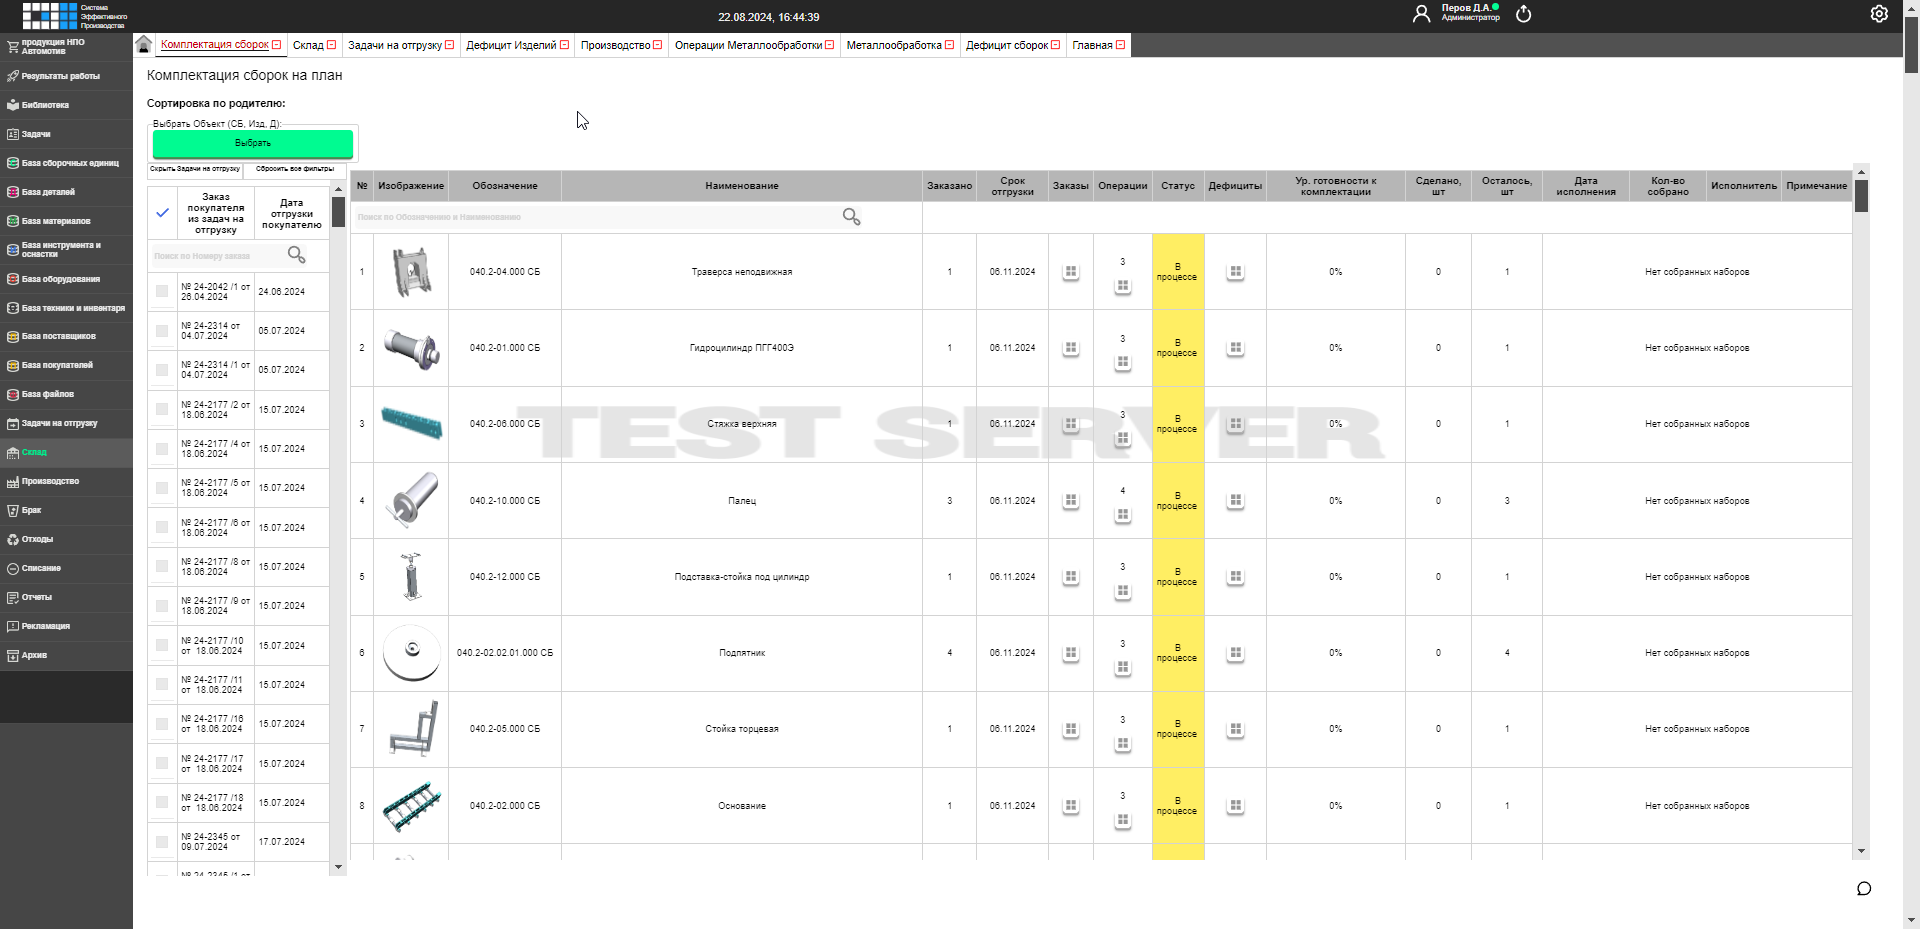 Система
Эффективного
Производства
22.08.2024, 16:44:39
Перов Д.А.
Администратор
продукция НПО
Автомотив
Результаты работы
Библиотека
Задачи
База сборочных единиц
База деталей
База материалов
База инструмента и
оснастки
База оборудования
База техники и инвентаря
База поставщиков
База покупателей
База файлов
Задачи на отгрузку
Склад
Производство
Брак
Отходы
Списание
Отчеты
Рекламация
Архив
Комплектация сборок Склад Задачи на отгрузку Дефицит Изделий Производство Операции Металлообработки Металлообработка Дефицит сборок Главная
Комплектация сборок на план
Сортировка по родителю:
Выбрать Объект (СБ, Изд, Д):
Выбрать
Скрыть Задачи на отгрузку Сбросить все фильтры
Заказ
покупателя
из задач на
отгрузку
Дата
отгрузки
покупателю
Поиск по Номеру заказа
№ 24-2042 /1 от
26.04.2024
24.06.2024
№ 24-2314 от
04.07.2024
05.07.2024
№ 24-2314 /1 от
04.07.2024
05.07.2024
№ 24-2177 /2 от
18.06.2024
15.07.2024
№ 24-2177 /4 от
18.06.2024
15.07.2024
№ 24-2177 /5 от
18.06.2024
15.07.2024
№ 24-2177 /6 от
18.06.2024
15.07.2024
№ 24-2177 /8 от
18.06.2024
15.07.2024
№ 24-2177 /9 от
18.06.2024
15.07.2024
№ 24-2177 /10
от 18.06.2024
15.07.2024
№ 24-2177 /11
от 18.06.2024
15.07.2024
№ 24-2177 /16
от 18.06.2024
15.07.2024
№ 24-2177 /17
от 18.06.2024
15.07.2024
№ 24-2177 /18
от 18.06.2024
15.07.2024
№ 24-2345 от
09.07.2024
17.07.2024
№ 24-2345 /1 от
№ Изображение Обозначение Наименование Заказано Срок отгрузки Заказы Операции Статус Дефициты Ур. готовности к комплектации Сделано, шт Осталось, шт Дата исполнения Кол-во собрано Исполнитель Примечание
Поиск по Обозначению и Наименованию
1 040.2-04.000 СБ Траверса неподвижная 1 06.11.2024 3 В процессе 0% 0 1 Нет собранных наборов
2 040.2-01.000 СБ Гидроцилиндр ПГГ400Э 1 06.11.2024 3 В процессе 0% 0 1 Нет собранных наборов
3 040.2-06.000 СБ Стяжка верхняя 1 06.11.2024 3 В процессе 0% 0 1 Нет собранных наборов
TEST SERVER
4 040.2-10.000 СБ Палец 3 06.11.2024 4 В процессе 0% 0 3 Нет собранных наборов
5 040.2-12.000 СБ Подставка-стойка под цилиндр 1 06.11.2024 3 В процессе 0% 0 1 Нет собранных наборов
6 040.2-02.02.01.000 СБ Подпятник 4 06.11.2024 3 В процессе 0% 0 4 Нет собранных наборов
7 040.2-05.000 СБ Стойка торцевая 1 06.11.2024 3 В процессе 0% 0 1 Нет собранных наборов
8 040.2-02.000 СБ Основание 1 06.11.2024 3 В процессе 0% 0 1 Нет собранных наборов